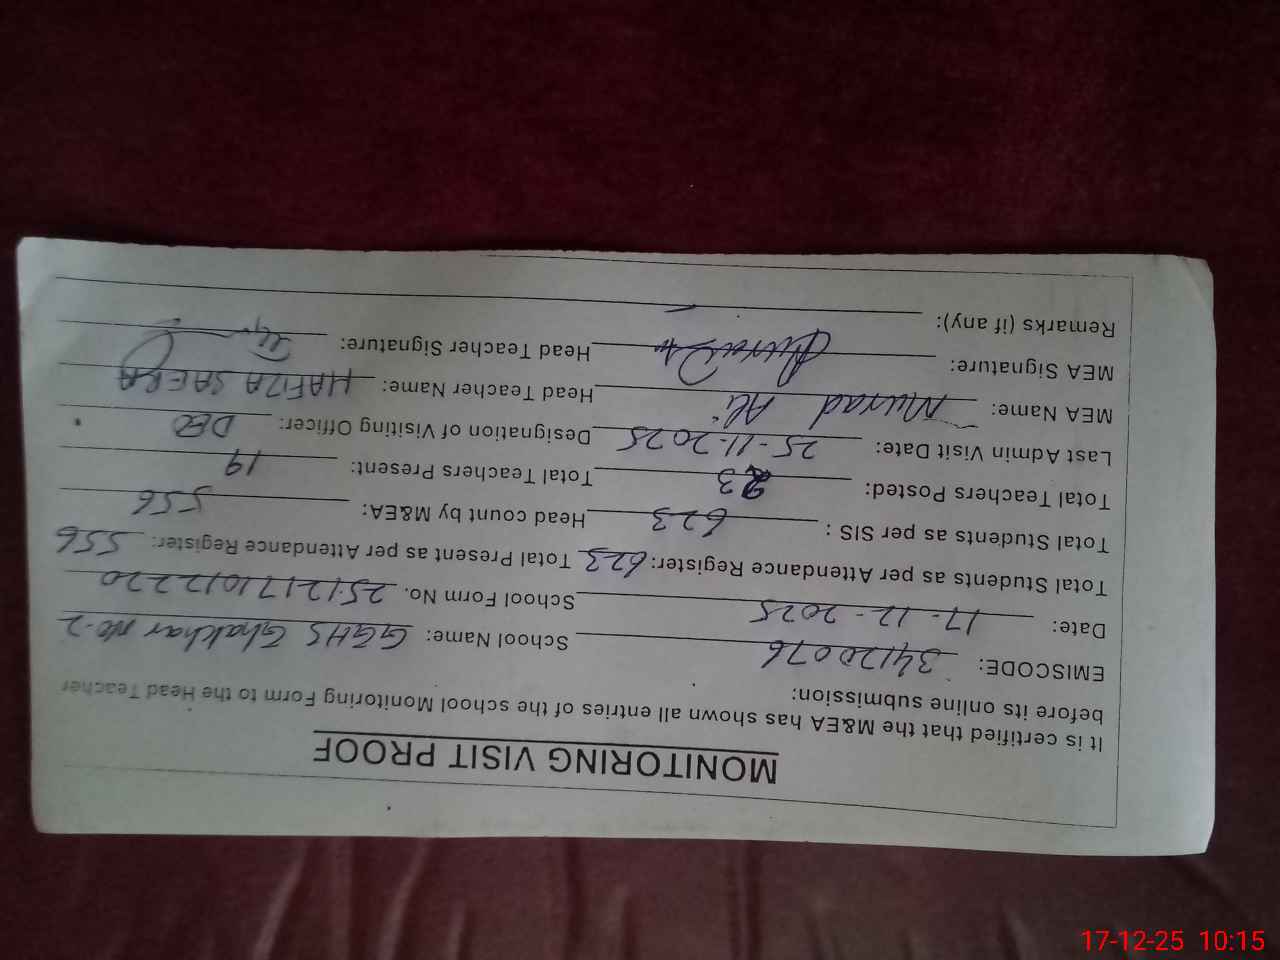 MONITORING VISIT PROOF
It is certified that the M&EA has shown all entries of the school Monitoring Form to the Head Teacher
before its online submission:
EMISCODE: 34120076 School Name: GGHS Ghakhar No-2
Date: 17-12-2025 School Form No. 2512171012220
Total Students as per Attendance Register: 623 Total Present as per Attendance Register: 556
Total Students as per SIS : 623 Head count by M&EA: 556
Total Teachers Posted: 23 Total Teachers Present: 19
Last Admin Visit Date: 25-11-2025 Designation of Visiting Officer: DEO
MEA Name: Murad Ali Head Teacher Name: HAFIZA SAERA
MEA Signature: Head Teacher Signature:
Remarks (if any):
17-12-25 10:15